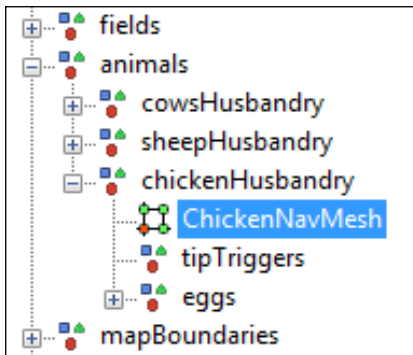 fields
animals
cowsHusbandry
sheepHusbandry
chickenHusbandry
ChickenNavMesh
tipTriggers
eggs
mapBoundaries